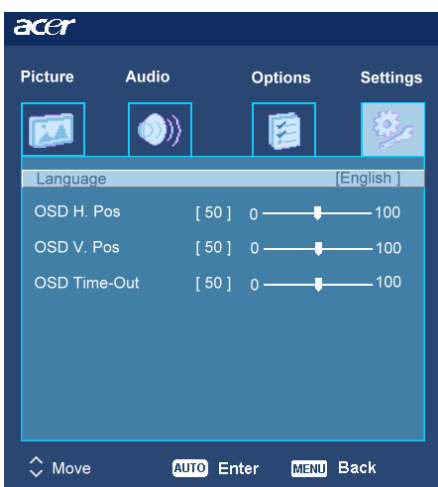 acer
Picture Audio Options Settings
Language [English ]
OSD H. Pos [ 50 ] 0 100
OSD V. Pos [ 50 ] 0 100
OSD Time-Out [ 50 ] 0 100
Move AUTO Enter MENU Back